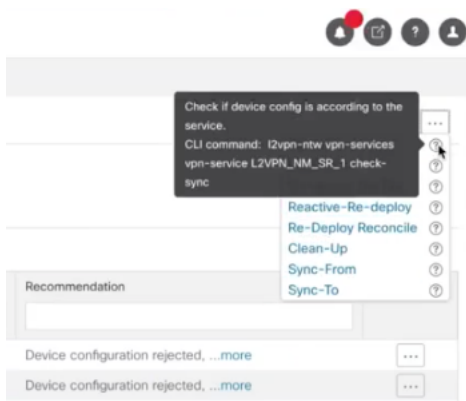 Check if device config is according to the
service.
CLI command: l2vpn-ntw vpn-services
vpn-service L2VPN_NM_SR_1 check-
sync
...
Reactive-Re-deploy
Re-Deploy Reconcile
Clean-Up
Sync-From
Sync-To
Recommendation
Device configuration rejected, ...more
...
Device configuration rejected, ...more
...